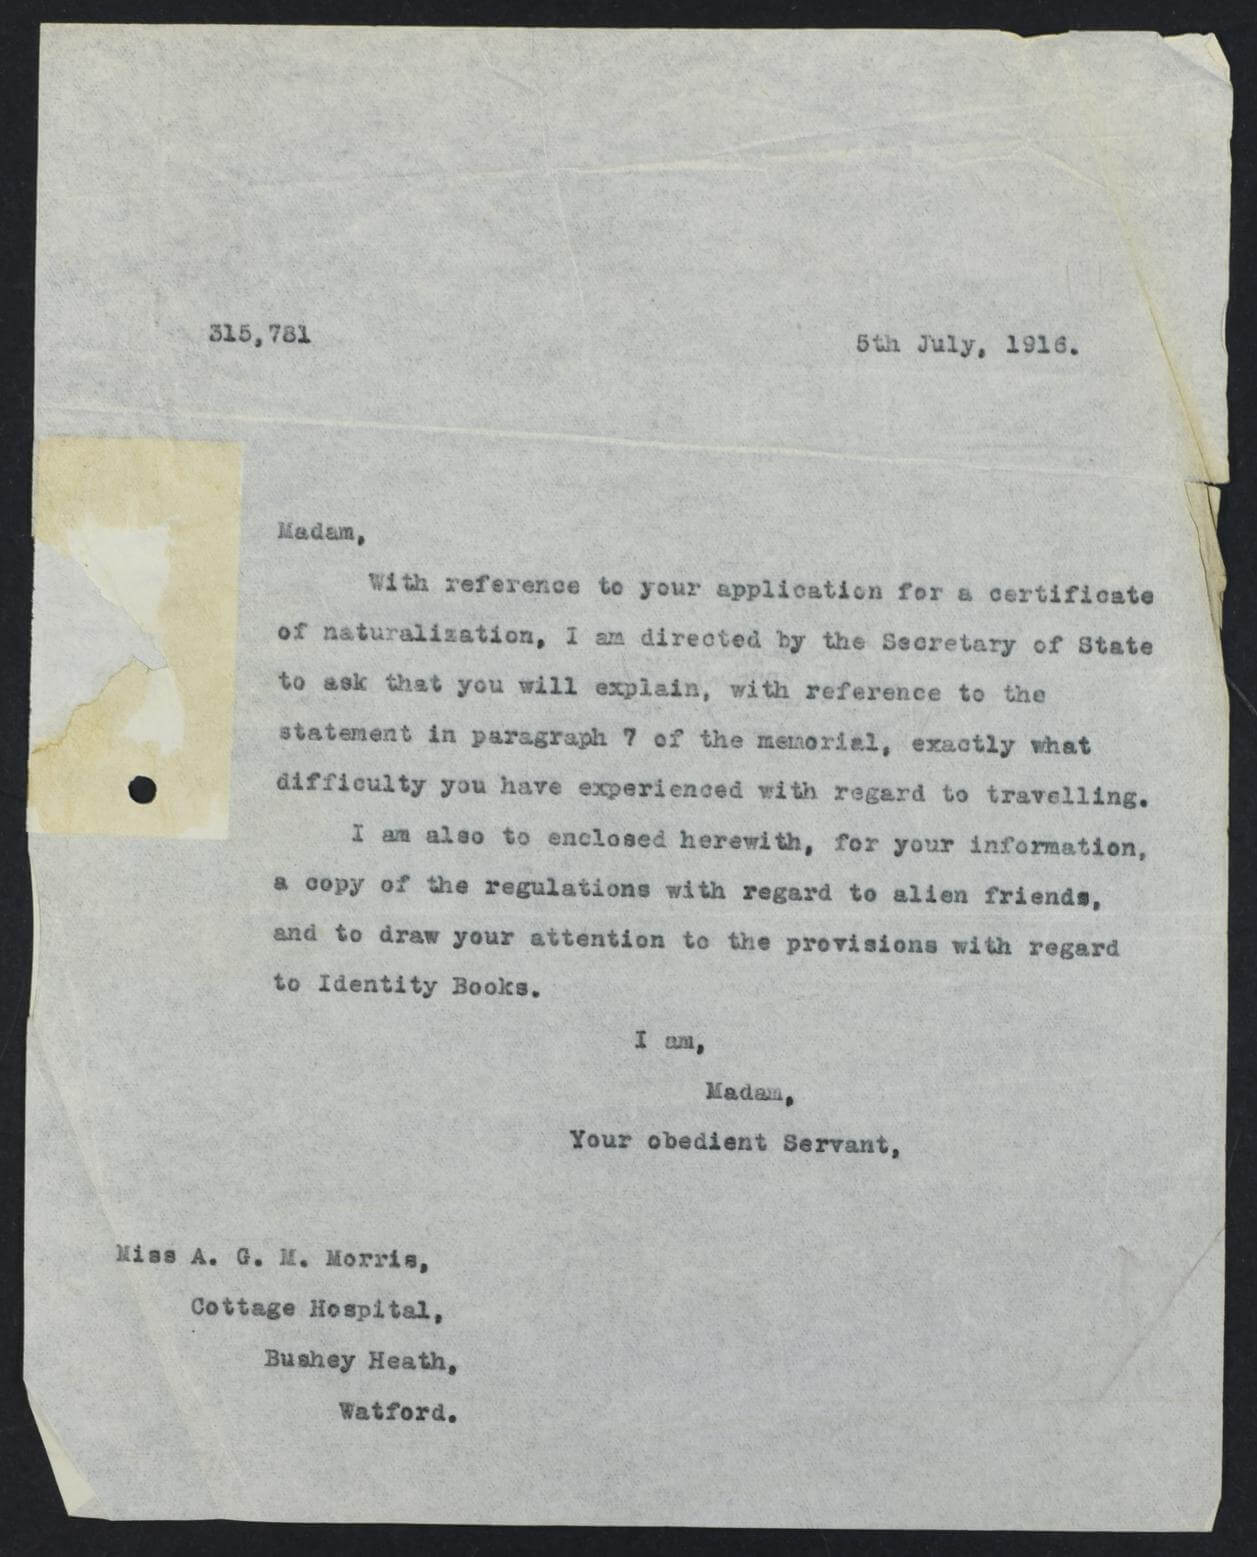 315,781
5th July, 1916.
Madam,
With reference to your application for a certificate
of naturalization, I am directed by the Secretary of State
to ask that you will explain, with reference to the
statement in paragraph 7 of the memorial, exactly what
difficulty you have experienced with regard to travelling.
I am also to enclosed herewith, for your information,
a copy of the regulations with regard to alien friends,
and to draw your attention to the provisions with regard
to Identity Books.
I am,
Madam,
Your obedient Servant,
Miss A. G. M. Morris,
Cottage Hospital,
Bushey Heath,
Watford.